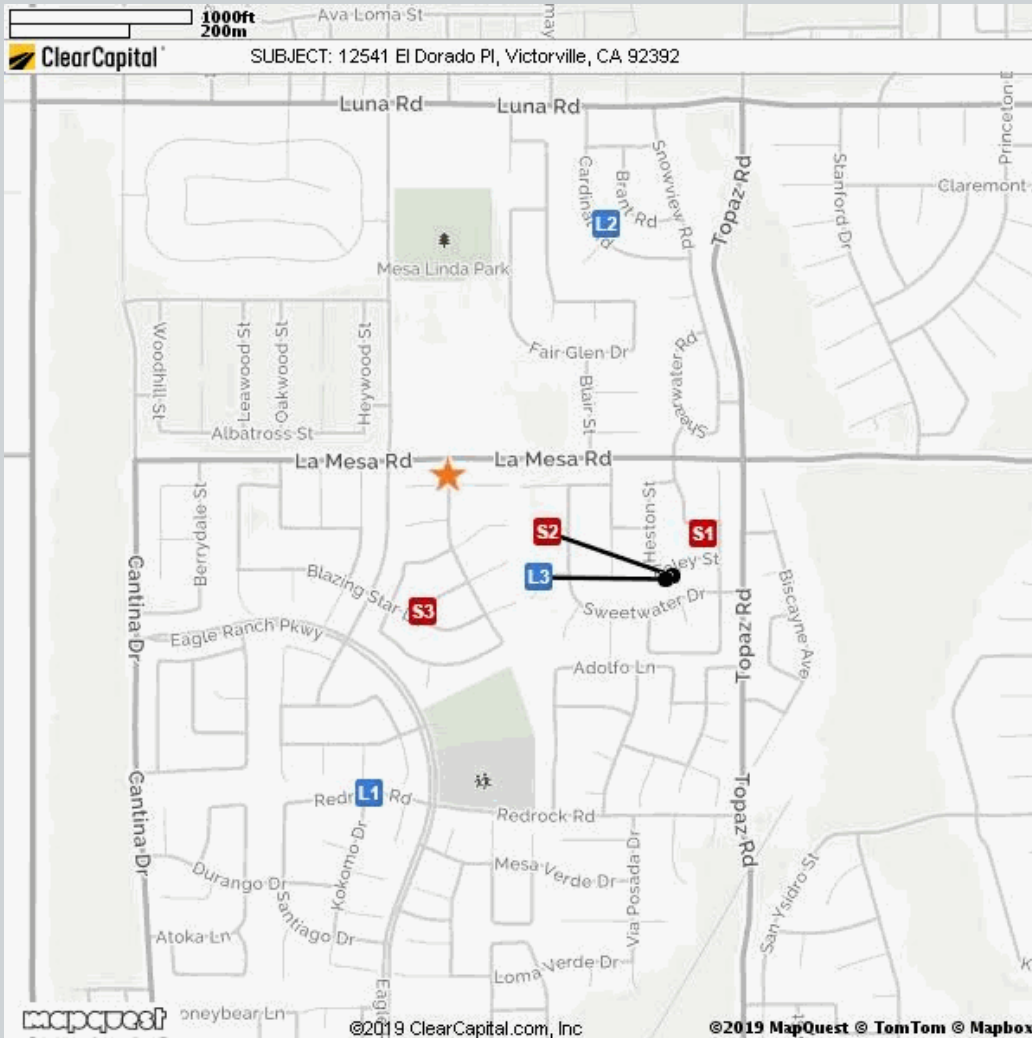 1000ft
200m
Ava Loma St
ClearCapital
SUBJECT: 12541 El Dorado Pl, Victorville, CA 92392
Luna Rd
Luna Rd
Princeton
Snowview Rd
Topaz Rd
Stanford Dr
Claremont
Cardinal
Brant Rd
L2
Mesa Linda Park
Woodhill St
Leawood St
Oakwood St
Heywood St
Fair Glen Dr
Shearwater Rd
Blair St
Albatross St
La Mesa Rd
La Mesa Rd
Berrydale St
Heston St
S2
S1
L3
Cantina Dr
Blazing Star
S3
Sweetwater Dr
Topaz Rd
Biscayne Ave
Eagle Ranch Pkwy
Adolfo Ln
L1
Rd
Redrock Rd
Cantina Dr
Topaz Rd
Kokomo Dr
Mesa Verde Dr
Via Posada Dr
San Ysidro St
Durango Dr
Santiago Dr
Atoka Ln
Loma Verde Dr
Eagle
oneybear Ln
mapquest
©2019 ClearCapital.com, Inc
©2019 MapQuest © TomTom © Mapbox